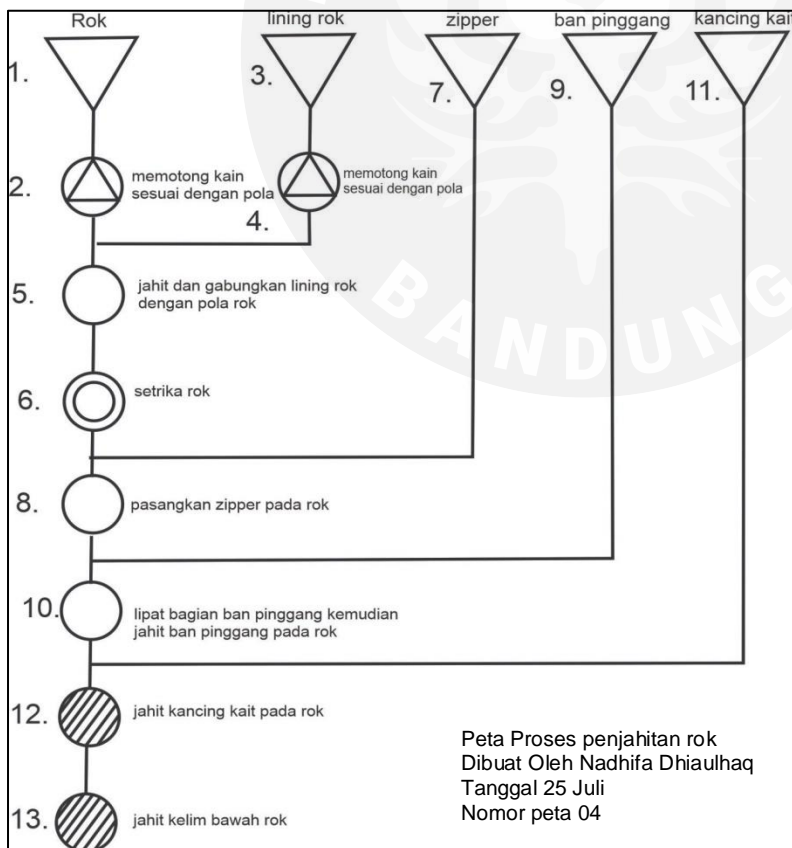 Rok
lining rok
zipper
ban pinggang
kancing kait
1.
3.
7.
9.
11.
2.
memotong kain
sesuai dengan pola
4.
memotong kain
sesuai dengan pola
5.
jahit dan gabungkan lining rok
dengan pola rok
BANDUNG
6.
setrika rok
8.
pasangkan zipper pada rok
10.
lipat bagian ban pinggang kemudian
jahit ban pinggang pada rok
12.
jahit kancing kait pada rok
13.
jahit kelim bawah rok
Peta Proses penjahitan rok
Dibuat Oleh Nadhifa Dhiaulhaq
Tanggal 25 Juli
Nomor peta 04